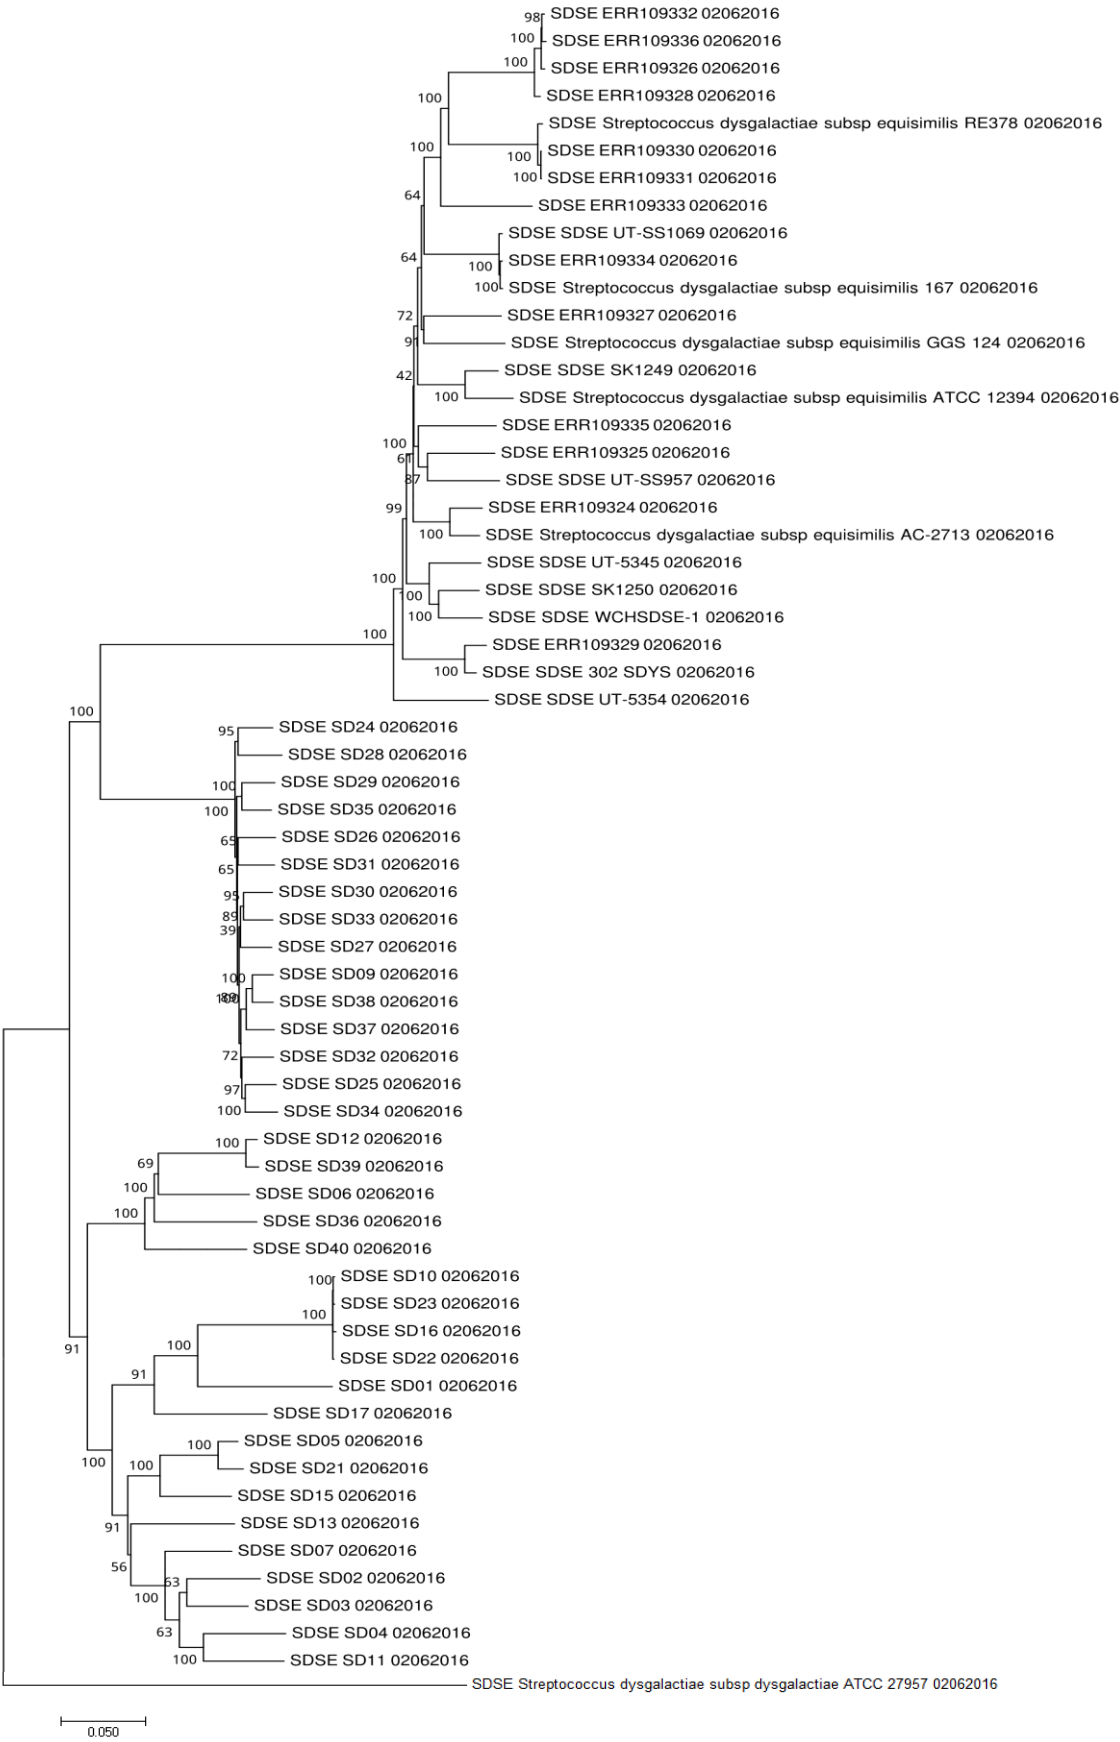 98 SDSE ERR109332 02062016
100 SDSE ERR109336 02062016
100 SDSE ERR109326 02062016
100 SDSE ERR109328 02062016
SDSE Streptococcus dysgalactiae subsp equisimilis RE378 02062016
100 100 SDSE ERR109330 02062016
100 SDSE ERR109331 02062016
64 SDSE ERR109333 02062016
SDSE SDSE UT-SS1069 02062016
64 100 SDSE ERR109334 02062016
100 SDSE Streptococcus dysgalactiae subsp equisimilis 167 02062016
72 SDSE ERR109327 02062016
91 SDSE Streptococcus dysgalactiae subsp equisimilis GGS 124 02062016
42 SDSE SDSE SK1249 02062016
100 SDSE Streptococcus dysgalactiae subsp equisimilis ATCC 12394 02062016
SDSE ERR109335 02062016
100 61 SDSE ERR109325 02062016
87 SDSE SDSE UT-SS957 02062016
99 SDSE ERR109324 02062016
100 SDSE Streptococcus dysgalactiae subsp equisimilis AC-2713 02062016
SDSE SDSE UT-5345 02062016
100 100 SDSE SDSE SK1250 02062016
100 SDSE SDSE WCHSDSE-1 02062016
100 SDSE ERR109329 02062016
100 SDSE SDSE 302 SDYS 02062016
SDSE SDSE UT-5354 02062016
100
95 SDSE SD24 02062016
SDSE SD28 02062016
100 SDSE SD29 02062016
100 SDSE SD35 02062016
65 SDSE SD26 02062016
65 SDSE SD31 02062016
95 SDSE SD30 02062016
89 SDSE SD33 02062016
39 SDSE SD27 02062016
100 SDSE SD09 02062016
100 89 SDSE SD38 02062016
SDSE SD37 02062016
72 SDSE SD32 02062016
97 SDSE SD25 02062016
100 SDSE SD34 02062016
100 SDSE SD12 02062016
69 SDSE SD39 02062016
100 SDSE SD06 02062016
100 SDSE SD36 02062016
SDSE SD40 02062016
100 SDSE SD10 02062016
100 SDSE SD23 02062016
SDSE SD16 02062016
91 100 SDSE SD22 02062016
91 SDSE SD01 02062016
SDSE SD17 02062016
100 SDSE SD05 02062016
100 100 SDSE SD21 02062016
SDSE SD15 02062016
91 SDSE SD13 02062016
56 SDSE SD07 02062016
63 SDSE SD02 02062016
100 SDSE SD03 02062016
63 SDSE SD04 02062016
100 SDSE SD11 02062016
SDSE Streptococcus dysgalactiae subsp dysgalactiae ATCC 27957 02062016
0.050